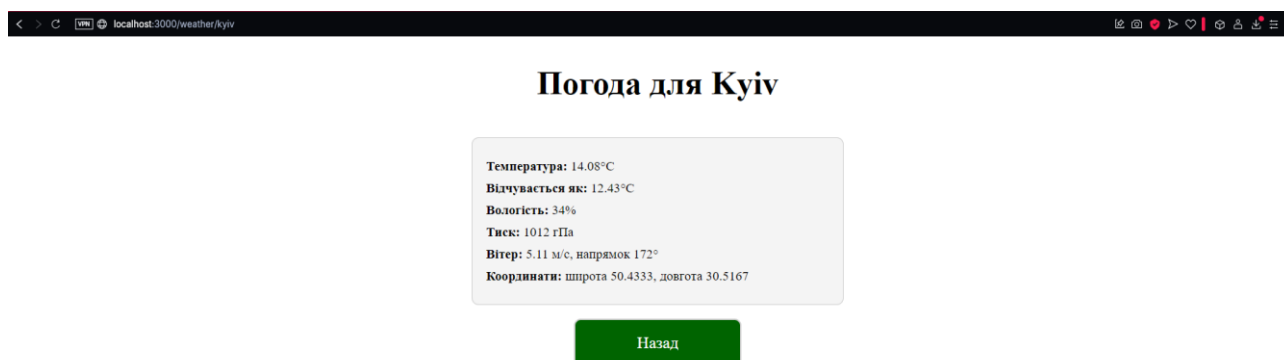 VPN localhost:3000/weather/kyiv
Погода для Kyiv
Температура: 14.08°C
Відчувається як: 12.43°C
Вологість: 34%
Тиск: 1012 гПа
Вітер: 5.11 м/с, напрямок 172°
Координати: широта 50.4333, довгота 30.5167
Назад